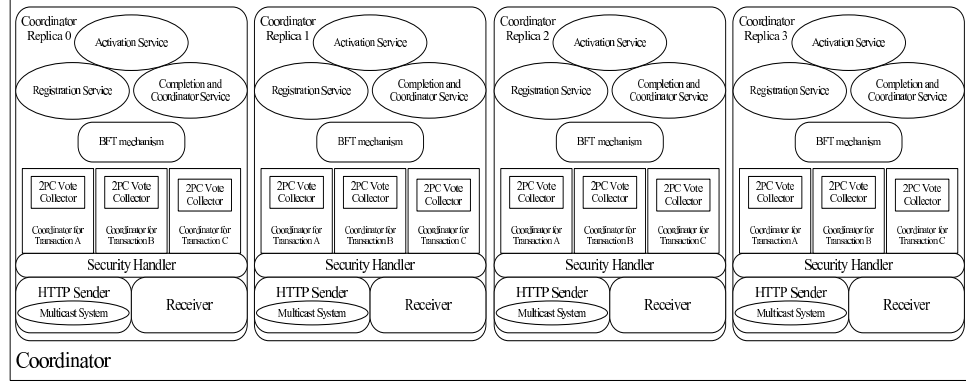 Coordinator
Replica 0
Activation Service
Registration Service
Completion and
Coordinator Service
BFT mechanism
2PC Vote
Collector
Coordinator for
Transaction A
2PC Vote
Collector
Coordinator for
Transaction B
2PC Vote
Collector
Coordinator for
Transaction C
Security Handler
HTTP Sender
Multicast System
Receiver
Coordinator
Replica 1
Activation Service
Registration Service
Completion and
Coordinator Service
BFT mechanism
2PC Vote
Collector
Coordinator for
Transaction A
2PC Vote
Collector
Coordinator for
Transaction B
2PC Vote
Collector
Coordinator for
Transaction C
Security Handler
HTTP Sender
Multicast System
Receiver
Coordinator
Replica 2
Activation Service
Registration Service
Completion and
Coordinator Service
BFT mechanism
2PC Vote
Collector
Coordinator for
Transaction A
2PC Vote
Collector
Coordinator for
Transaction B
2PC Vote
Collector
Coordinator for
Transaction C
Security Handler
HTTP Sender
Multicast System
Receiver
Coordinator
Replica 3
Activation Service
Registration Service
Completion and
Coordinator Service
BFT mechanism
2PC Vote
Collector
Coordinator for
Transaction A
2PC Vote
Collector
Coordinator for
Transaction B
2PC Vote
Collector
Coordinator for
Transaction C
Security Handler
HTTP Sender
Multicast System
Receiver
Coordinator